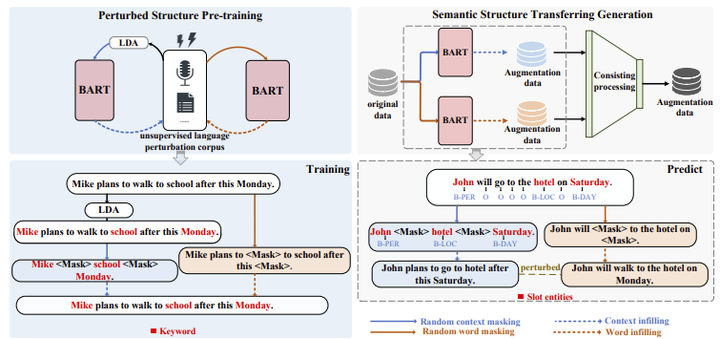 Perturbed Structure Pre-training
LDA
BART
BART
......
unsupervised language
perturbation corpus
Training
Mike plans to walk to school after this Monday.
LDA
Mike plans to walk to school after this Monday.
Mike <Mask> school <Mask>
Monday.
Mike plans to <Mask> to school after
this <Mask>.
Mike plans to walk to school after this Monday.
Keyword
Semantic Structure Transferring Generation
original
data
BART
BART
Augmentation
data
Augmentation
data
Consisting
processing
Augmentation
data
Predict
John will go to the hotel on Saturday.
B-PER O O O O B-LOC O B-DAY
John <Mask> hotel <Mask> Saturday.
B-PER B-LOC B-DAY
John will <Mask> to the hotel on
<Mask>.
John plans to go to hotel after
this Saturday.
perturbed
John will walk to the hotel on
Monday.
Slot entities
Random context masking
Random word masking
Context infilling
Word infilling